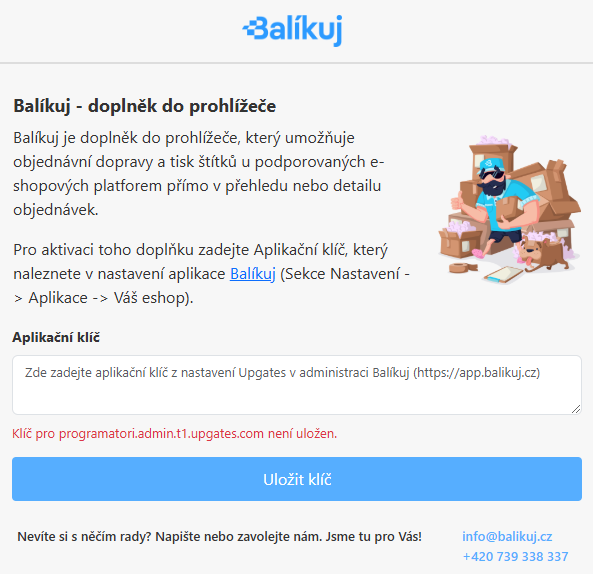 Balíkuj
Balíkuj - doplněk do prohlížeče
Balíkuj je doplněk do prohlížeče, který umožňuje
objednávní dopravy a tisk štítků u podporovaných e-
shopových platforem přímo v přehledu nebo detailu
objednávek.
Pro aktivaci toho doplňku zadejte Aplikační klíč, který
naleznete v nastavení aplikace Balíkuj (Sekce Nastavení -
> Aplikace -> Váš eshop).
Aplikační klíč
Zde zadejte aplikační klíč z nastavení Upgates v administraci Balíkuj (https://app.balikuj.cz)
Klíč pro programatori.admin.t1.upgates.com není uložen.
Uložit klíč
Nevíte si s něčím rady? Napište nebo zavolejte nám. Jsme tu pro Vás!
info@balikuj.cz
+420 739 338 337